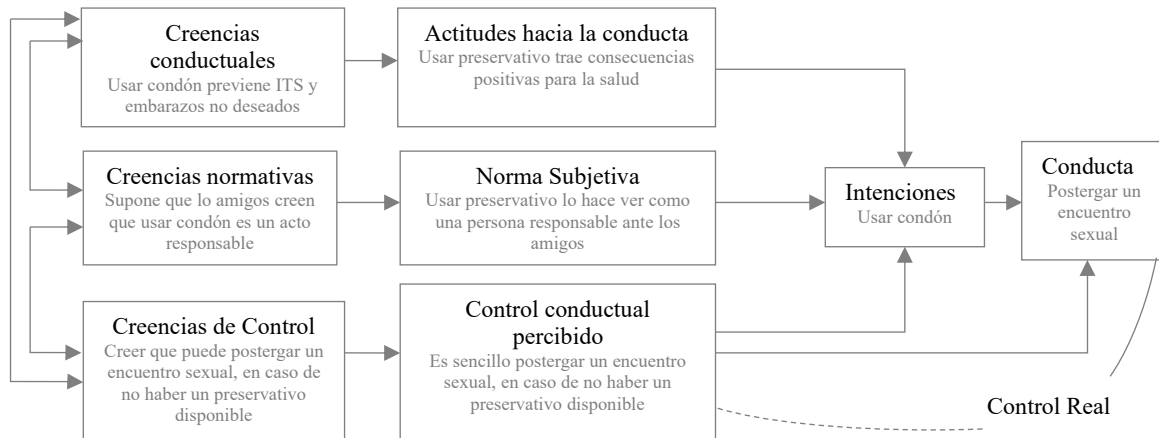 Creencias
conductuales
Usar condón previene ITS y
embarazos no deseados
Actitudes hacia la conducta
Usar preservativo trae consecuencias
positivas para la salud
Creencias normativas
Supone que lo amigos creen
que usar condón es un acto
responsable
Norma Subjetiva
Usar preservativo lo hace ver como
una persona responsable ante los
amigos
Intenciones
Usar condón
Conducta
Postergar un
encuentro
sexual
Creencias de Control
Creer que puede postergar un
encuentro sexual, en caso de
no haber un preservativo
disponible
Control conductual
percibido
Es sencillo postergar un encuentro
sexual, en caso de no haber un
preservativo disponible
Control Real